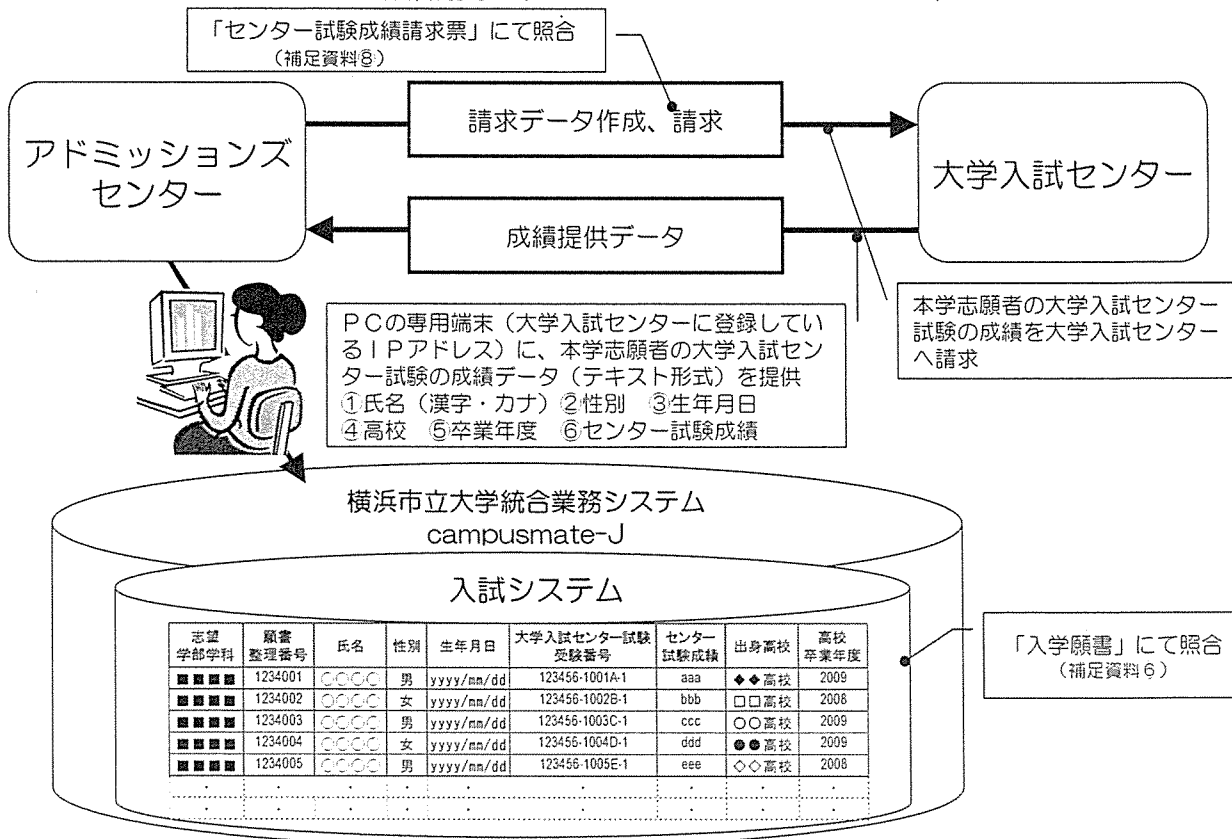 「センター試験成績請求票」にて照合
（補足資料⑧）
アドミッションズ
センター
請求データ作成、請求
大学入試センター
成績提供データ
ＰＣの専用端末（大学入試センターに登録してい
るＩＰアドレス）に、本学志願者の大学入試セン
ター試験の成績データ（テキスト形式）を提供
①氏名（漢字・カナ）②性別　③生年月日
④高校　⑤卒業年度　⑥センター試験成績
本学志願者の大学入試センター
試験の成績を大学入試センター
へ請求
横浜市立大学統合業務システム
campusmate-J
入試システム
志望学部学科 願書整理番号 氏名 性別 生年月日 大学入試センター試験受験番号 センター試験成績 出身高校 高校卒業年度
■■■■ 1234001 ○○○○ 男 yyyy/mm/dd 123456-1001A-1 aaa ◆◆高校 2009
■■■■ 1234002 ○○○○ 女 yyyy/mm/dd 123456-1002B-1 bbb □□高校 2008
■■■■ 1234003 ○○○○ 男 yyyy/mm/dd 123456-1003C-1 ccc ○○高校 2009
■■■■ 1234004 ○○○○ 女 yyyy/mm/dd 123456-1004D-1 ddd ●●高校 2009
■■■■ 1234005 ○○○○ 男 yyyy/mm/dd 123456-1005E-1 eee ◇◇高校 2008
「入学願書」にて照合
（補足資料６）